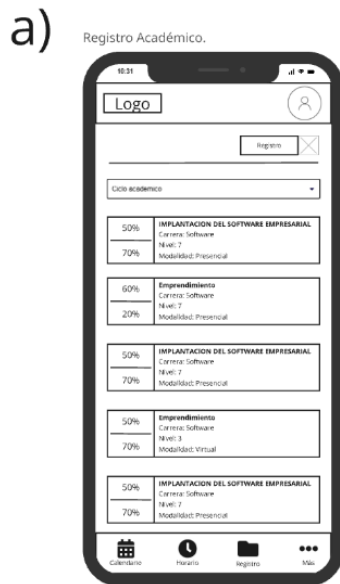 a)
Registro Académico.
10:31
Logo
Registro
Ciclo academico
50%
70%
IMPLANTACION DEL SOFTWARE EMPRESARIAL
Carrera: Software
Nivel: 7
Modalidad: Presencial
60%
20%
Emprendimiento
Carrera: Software
Nivel: 7
Modalidad: Presencial
50%
70%
IMPLANTACION DEL SOFTWARE EMPRESARIAL
Carrera: Software
Nivel: 7
Modalidad: Presencial
50%
70%
Emprendimiento
Carrera: Software
Nivel: 3
Modalidad: Virtual
50%
70%
IMPLANTACION DEL SOFTWARE EMPRESARIAL
Carrera: Software
Nivel: 7
Modalidad: Presencial
Calendario Horario Registro Más